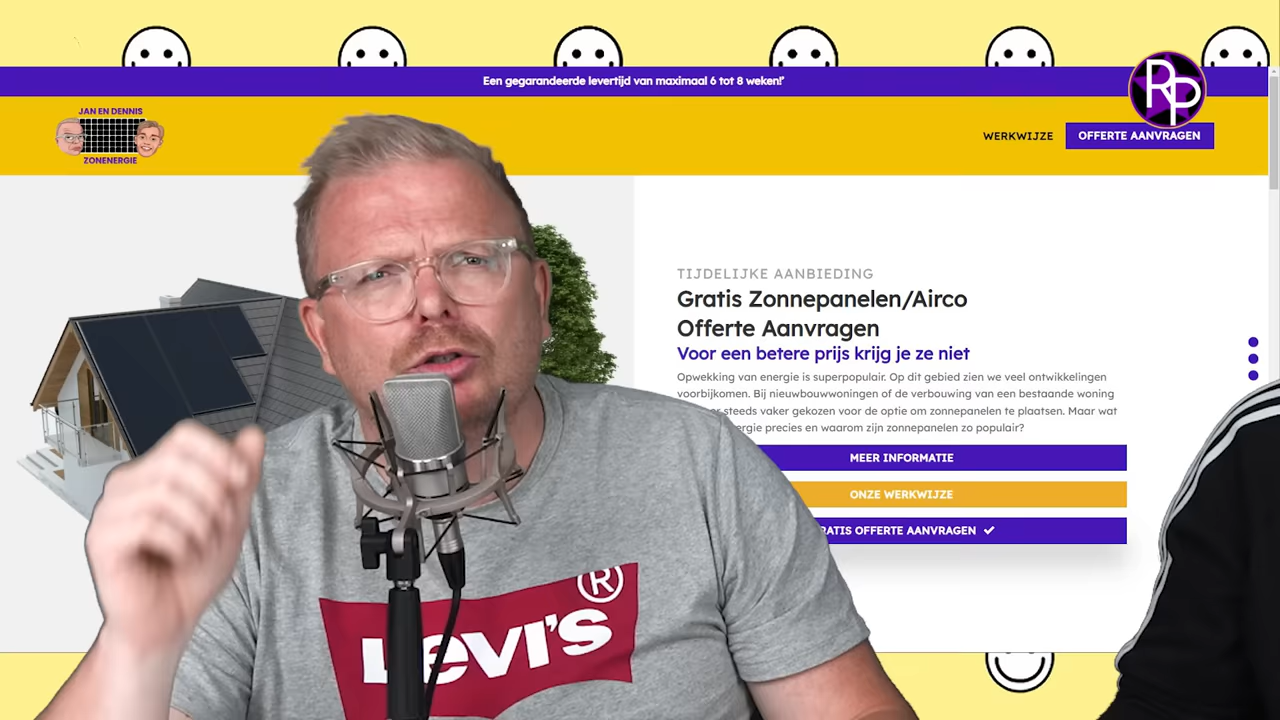 Een gegarandeerde levertijd van maximaal 6 tot 8 weken!*
JAN EN DENNIS
ZONENERGIE
WERKWIJZE
OFFERTE AANVRAGEN
RP
TIJDELIJKE AANBIEDING
Gratis Zonnepanelen/Airco
Offerte Aanvragen
Voor een betere prijs krijg je ze niet
Opwekking van energie is superpopulair. Op dit gebied zien we veel ontwikkelingen
voorbijkomen. Bij nieuwbouwwoningen of de verbouwing van een bestaande woning
steeds vaker gekozen voor de optie om zonnepanelen te plaatsen. Maar wat
precies en waarom zijn zonnepanelen zo populair?
MEER INFORMATIE
ONZE WERKWIJZE
RATIS OFFERTE AANVRAGEN
LEVI'S
®